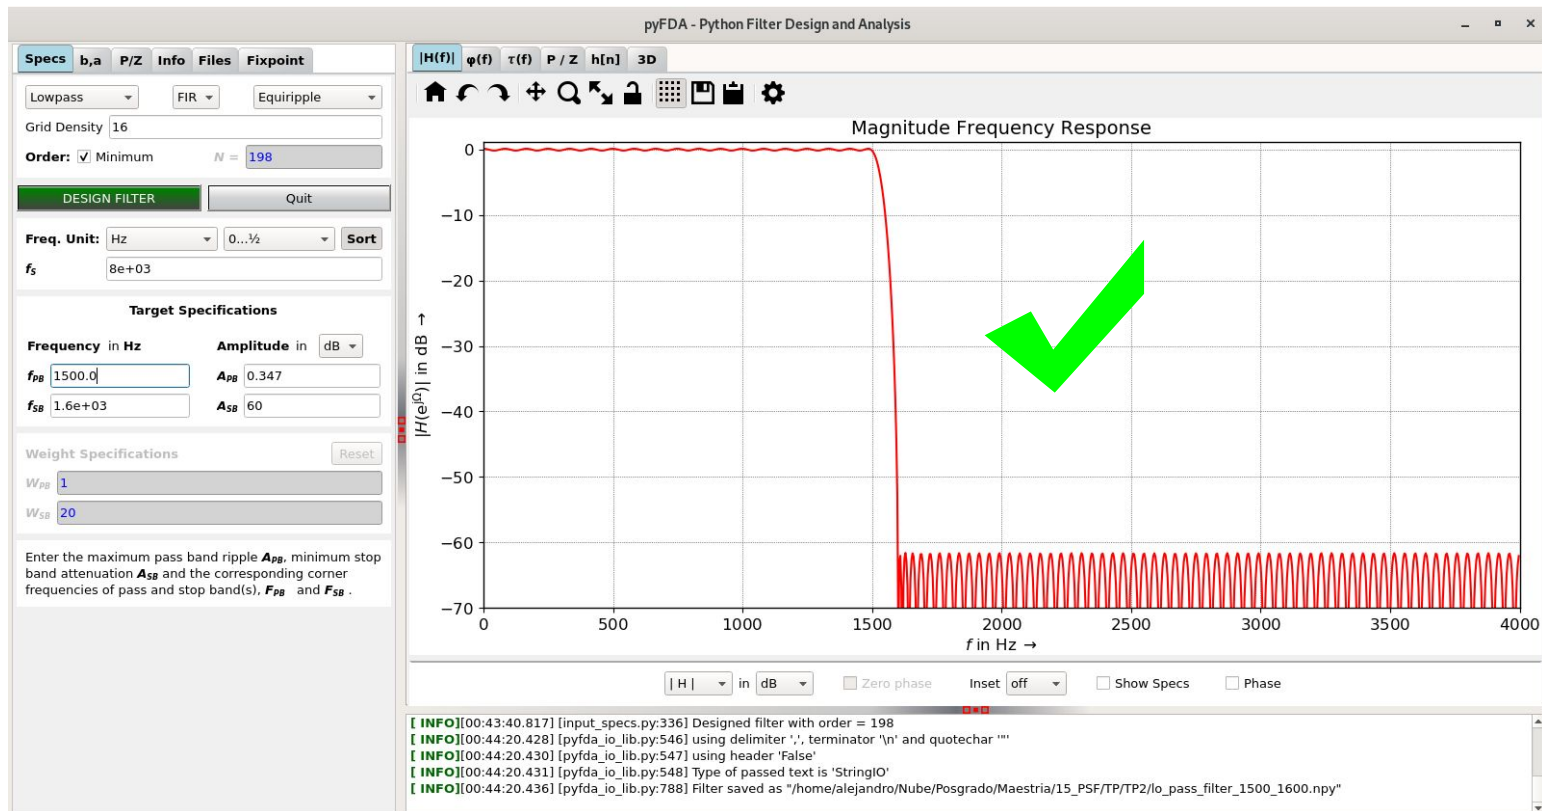 pyFDA - Python Filter Design and Analysis
Specs b,a P/Z Info Files Fixpoint
Lowpass FIR Equiripple
Grid Density 16
Order: Minimum N = 198
DESIGN FILTER Quit
Freq. Unit: Hz 0...½ Sort
fS 8e+03
Target Specifications
Frequency in Hz Amplitude in dB
fPB 1500.0 APB 0.347
fSB 1.6e+03 ASB 60
Weight Specifications Reset
WPB 1
WSB 20
Enter the maximum pass band ripple APB, minimum stop
band attenuation ASB and the corresponding corner
frequencies of pass and stop band(s), FPB and FSB .
|H(f)| φ(f) τ(f) P / Z h[n] 3D
Magnitude Frequency Response
|H(e^jΩ)| in dB →
0
−10
−20
−30
−40
−50
−60
−70
0 500 1000 1500 2000 2500 3000 3500 4000
f in Hz →
| H | in dB Zero phase Inset off Show Specs Phase
[ INFO][00:43:40.817] [input_specs.py:336] Designed filter with order = 198
[ INFO][00:44:20.428] [pyfda_io_lib.py:546] using delimiter ',', terminator '\n' and quotechar '"'
[ INFO][00:44:20.430] [pyfda_io_lib.py:547] using header 'False'
[ INFO][00:44:20.431] [pyfda_io_lib.py:548] Type of passed text is 'StringIO'
[ INFO][00:44:20.436] [pyfda_io_lib.py:788] Filter saved as "/home/alejandro/Nube/Posgrado/Maestria/15_PSF/TP/TP2/lo_pass_filter_1500_1600.npy"